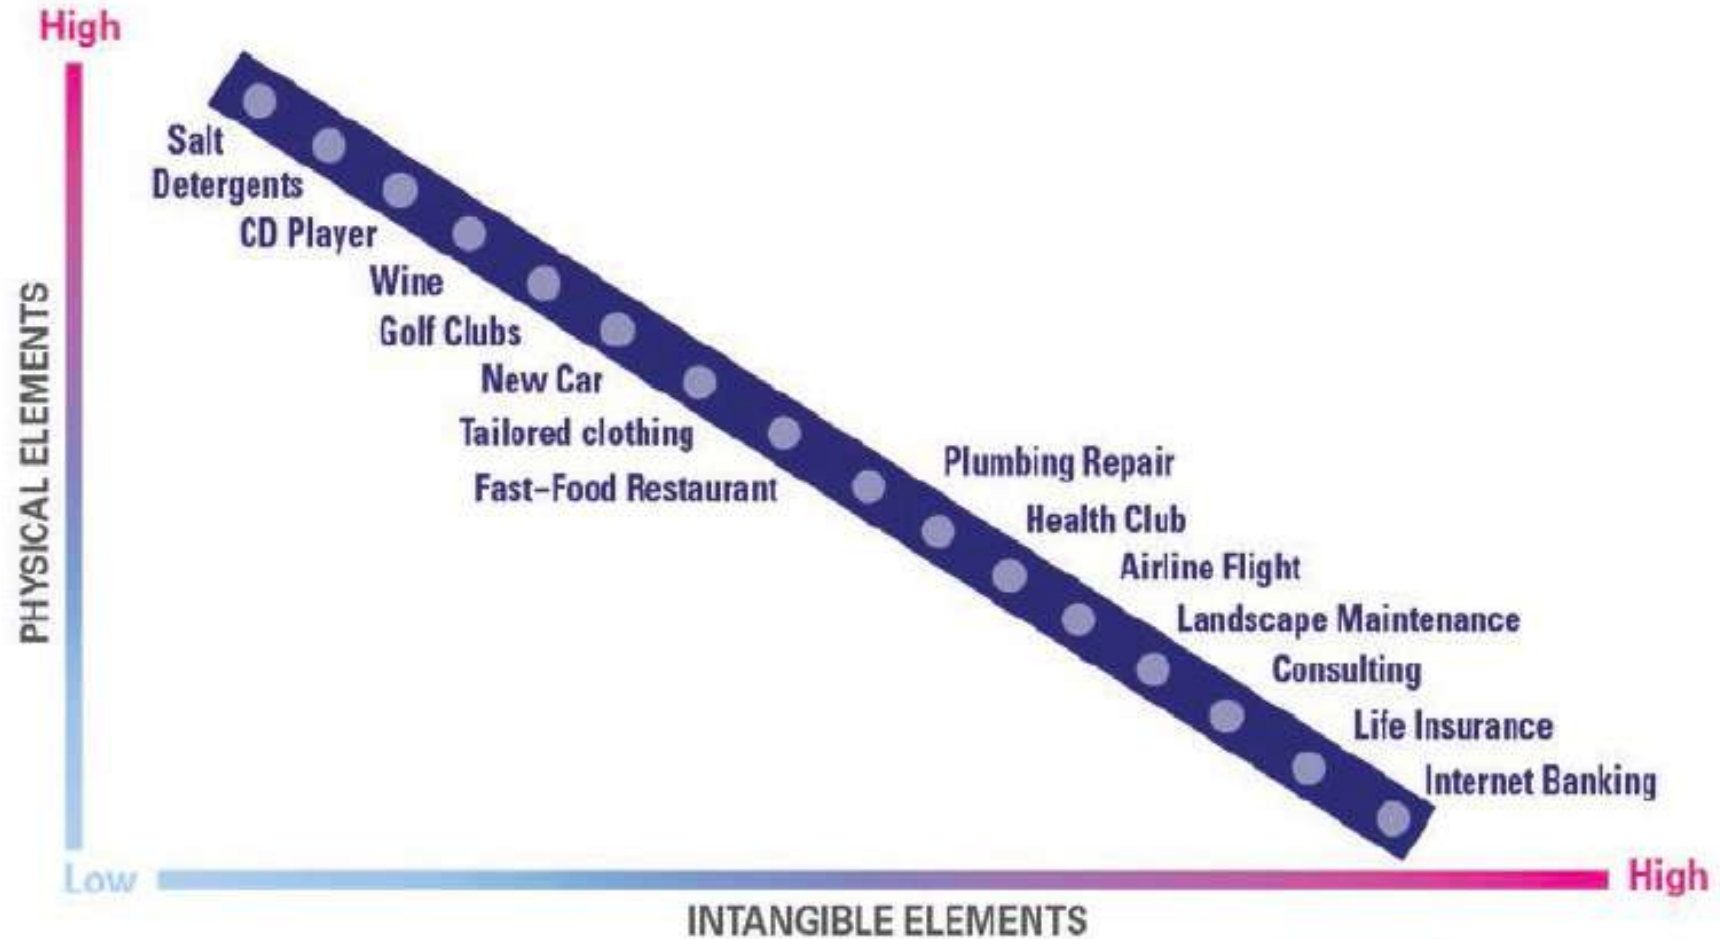 High
Salt
Detergents
CD Player
Wine
Golf Clubs
New Car
Tailored clothing
Fast-Food Restaurant
Plumbing Repair
Health Club
Airline Flight
Landscape Maintenance
Consulting
Life Insurance
Internet Banking
PHYSICAL ELEMENTS
Low
High
INTANGIBLE ELEMENTS